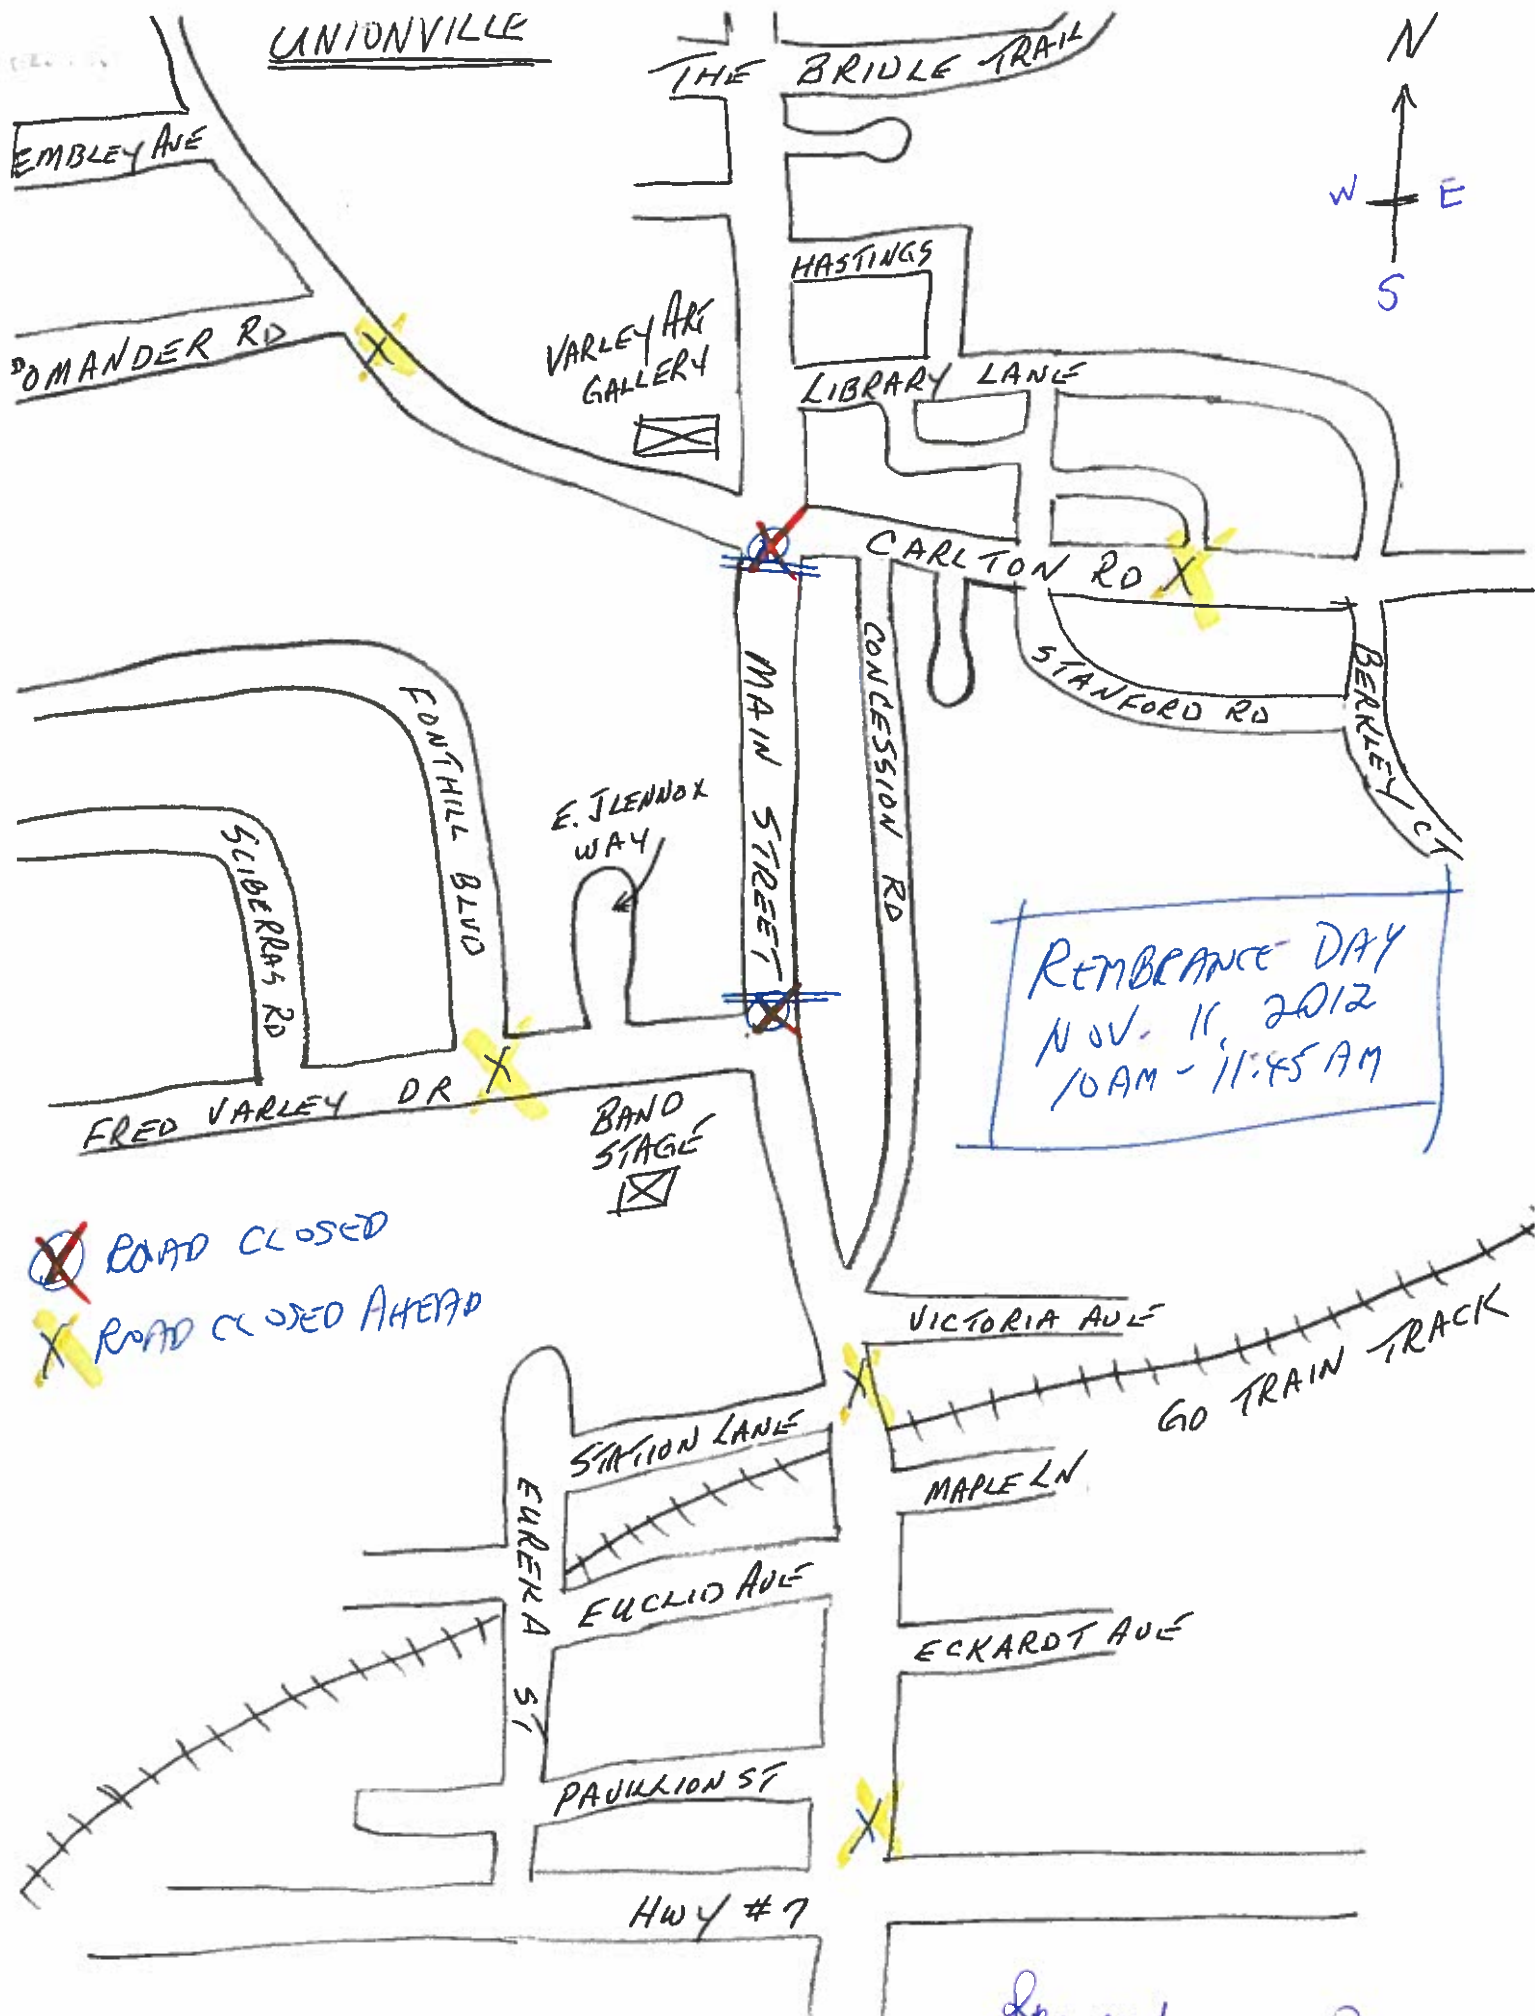 UNIONVILLE
THE BRIDLE TRAIL
N
W E
S
EMBLEY AVE
HASTINGS
OMANDER RD
VARLEY ART
GALLERY
LIBRARY LANE
CARLTON RD
MAIN STREET
CONCESSION RD
STANFORD RD
BERKLEY CT
FONTHILL BLVD
E. J LENNOX
WAY
SCIBERRAS RD
REMBRANCE DAY
NOV. 11, 2012
10 AM - 11:45 AM
FRED VARLEY DR
BAND
STAGE
X ROAD CLOSED
X ROAD CLOSED AHEAD
VICTORIA AVE
GO TRAIN TRACK
STATION LANE
MAPLE LN
EUREKA ST
EUCLID AVE
ECKARDT AVE
PAVILLION ST
HWY #7